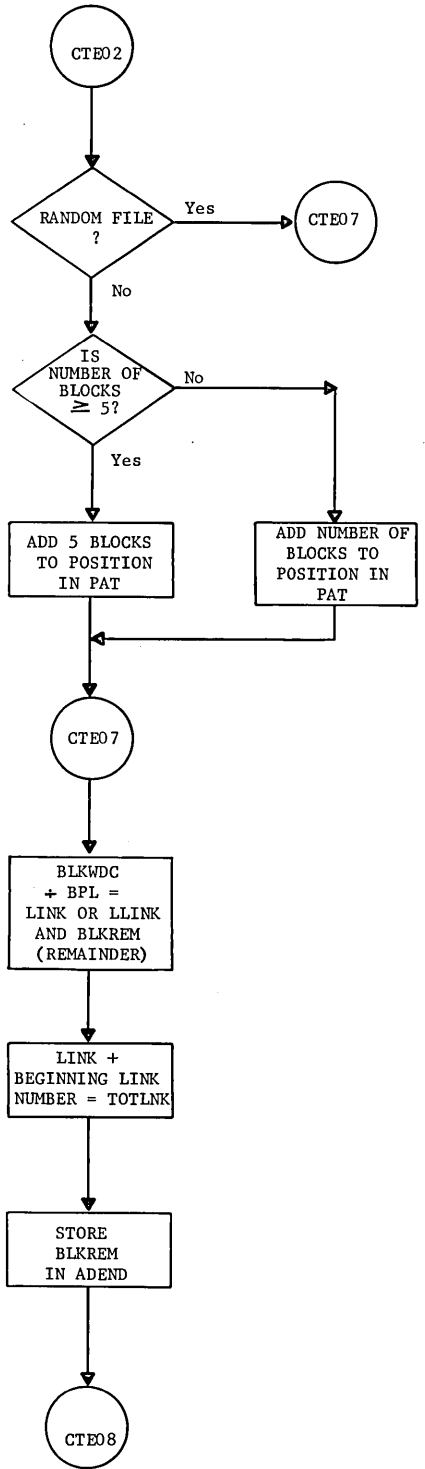 CTE02
RANDOM FILE
?
Yes
CTE07
No
IS
NUMBER OF
BLOCKS
≥ 5?
No
Yes
ADD 5 BLOCKS
TO POSITION
IN PAT
ADD NUMBER OF
BLOCKS TO
POSITION IN
PAT
CTE07
BLKWDC
÷ BPL =
LINK OR LLINK
AND BLKREM
(REMAINDER)
LINK +
BEGINNING LINK
NUMBER = TOTLNK
STORE
BLKREM
IN ADEND
CTE08